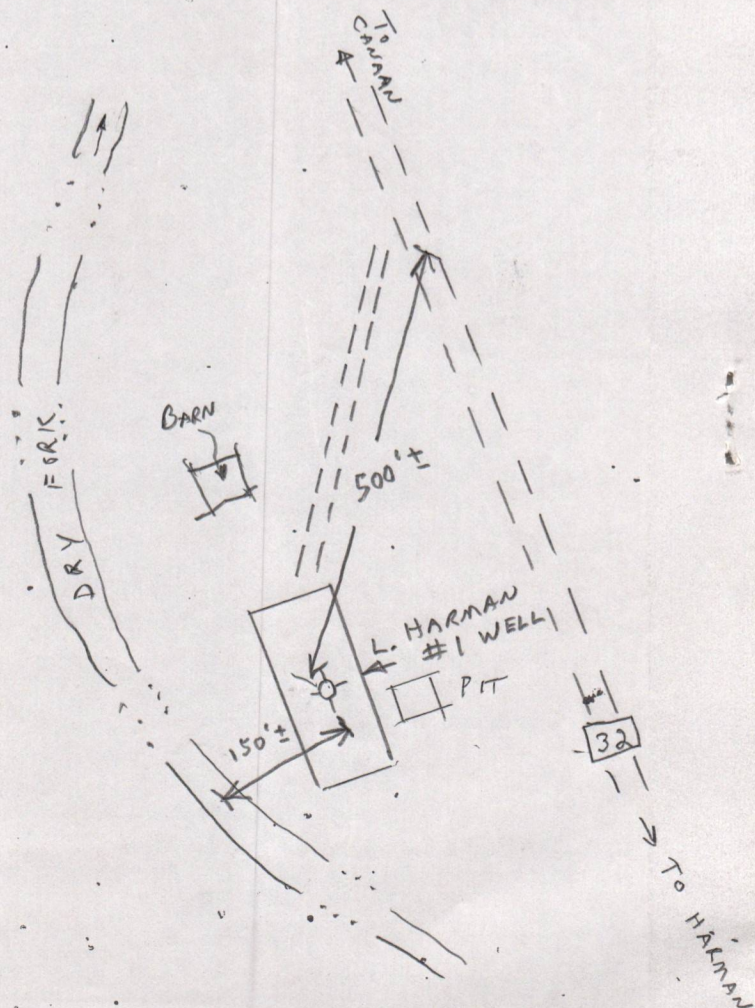 TO
CANAAN
BARN
DRY FORK
500'±
L. HARMAN
#1 WELL
PIT
150'±
32
TO HARMAN